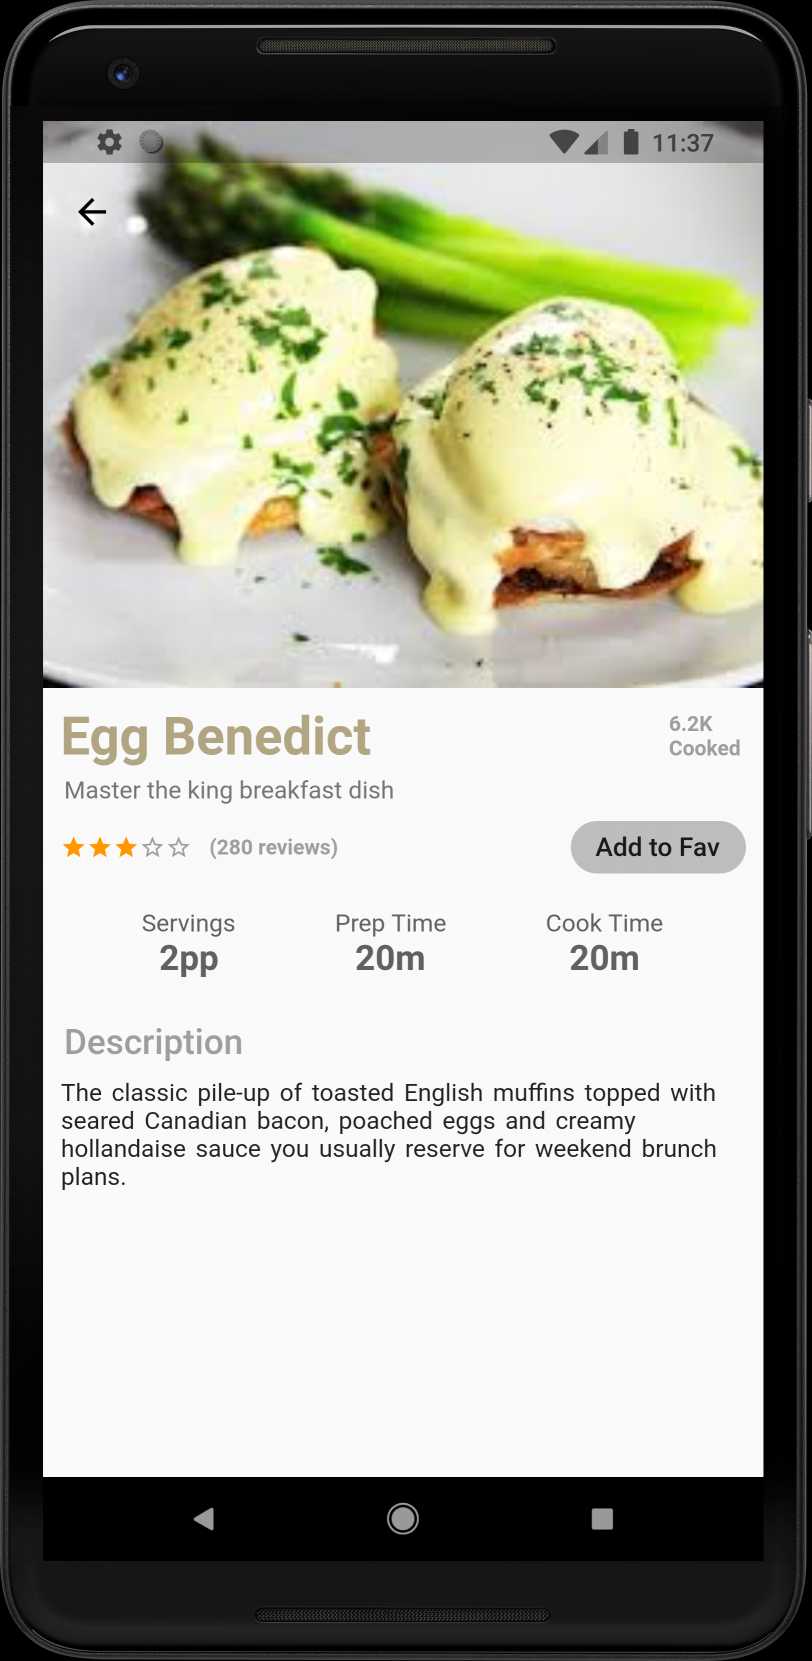 11:37
Egg Benedict
6.2K
Cooked
Master the king breakfast dish
(280 reviews)
Add to Fav
Servings
Prep Time
Cook Time
2pp
20m
20m
Description
The classic pile-up of toasted English muffins topped with
seared Canadian bacon, poached eggs and creamy
hollandaise sauce you usually reserve for weekend brunch
plans.